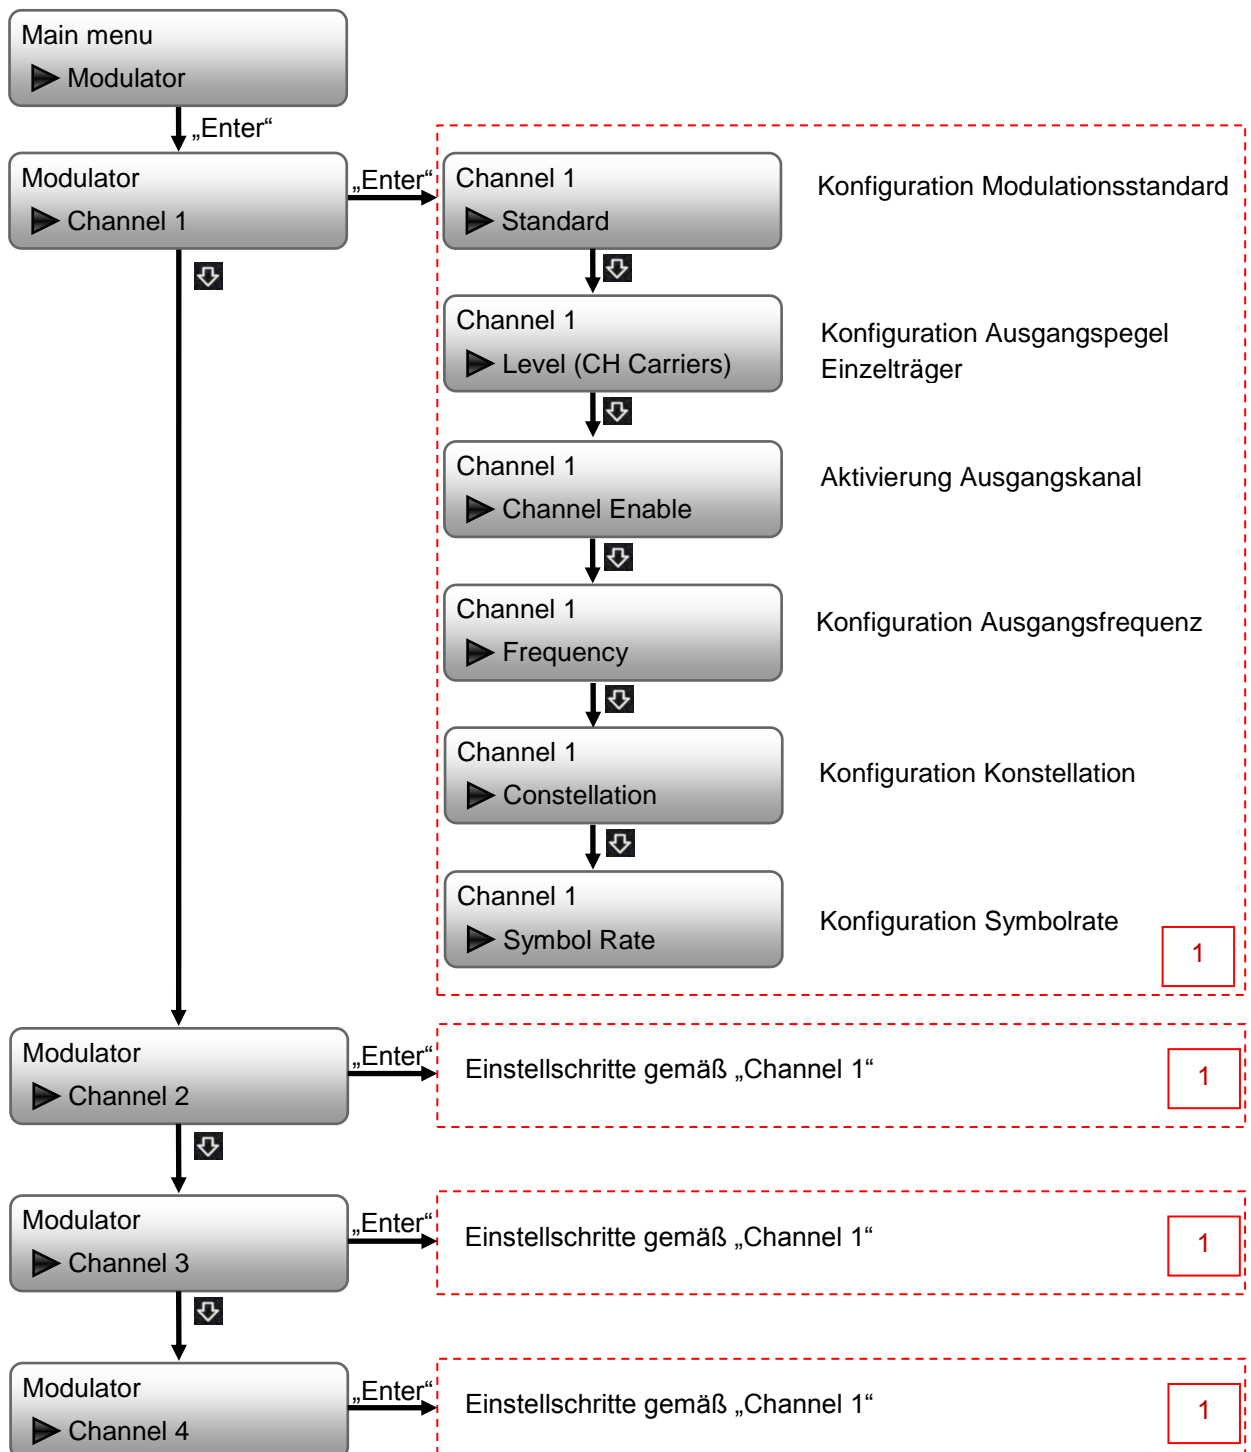 Main menu
Modulator
„Enter“
Modulator
Channel 1
„Enter“
Channel 1
Standard
Konfiguration Modulationsstandard
Channel 1
Level (CH Carriers)
Konfiguration Ausgangspegel
Einzelträger
Channel 1
Channel Enable
Aktivierung Ausgangskanal
Channel 1
Frequency
Konfiguration Ausgangsfrequenz
Channel 1
Constellation
Konfiguration Konstellation
Channel 1
Symbol Rate
Konfiguration Symbolrate
1
Modulator
Channel 2
„Enter“
Einstellschritte gemäß „Channel 1“
1
Modulator
Channel 3
„Enter“
Einstellschritte gemäß „Channel 1“
1
Modulator
Channel 4
„Enter“
Einstellschritte gemäß „Channel 1“
1